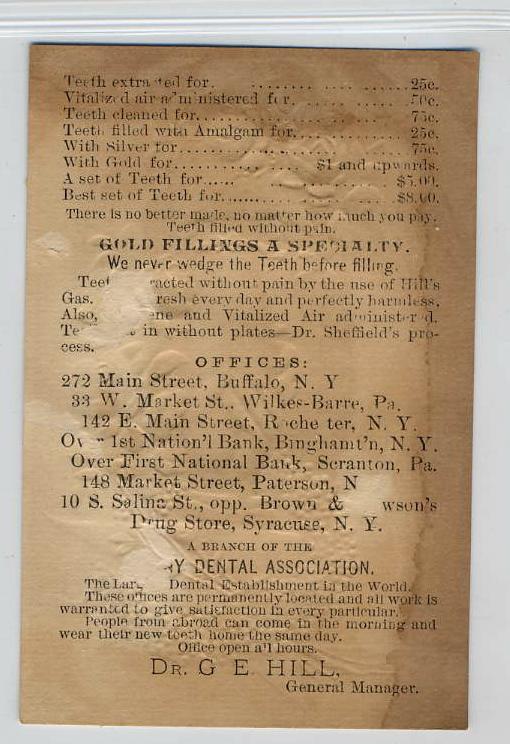 Teeth extracted for. .......... 25c.
Vitalized air administered for. .......... 50c.
Teeth cleaned for. .......... 75c.
Teeth filled with Amalgam for. .......... 25c.
With Silver for .......... 75c.
With Gold for .......... $1 and upwards.
A set of Teeth for ...... $5.00.
Best set of Teeth for ...... $8.00.
There is no better made, no matter how much you pay.
Teeth filled without pain.
GOLD FILLINGS A SPECIALTY.
We never wedge the Teeth before filling.
Teet racted without pain by the use of Hill's
Gas. resh every day and perfectly harmless,
Also, ene and Vitalized Air administered.
Te in without plates—Dr. Sheffield's pro-
cess.
OFFICES:
272 Main Street, Buffalo, N. Y
33 W. Market St., Wilkes-Barre, Pa.
142 E. Main Street, Rochester, N. Y.
Over 1st Nation'l Bank, Binghamt'n, N. Y.
Over First National Bank, Scranton, Pa.
148 Market Street, Paterson, N
10 S. Salina St., opp. Brown & wson's
Drug Store, Syracuse, N. Y.
A BRANCH OF THE
Y DENTAL ASSOCIATION.
The Lar Dental Establishment in the World.
These offices are permanently located and all work is
warranted to give satisfaction in every particular.
People from abroad can come in the morning and
wear their new teeth home the same day.
Office open all hours.
DR. G E HILL,
General Manager.